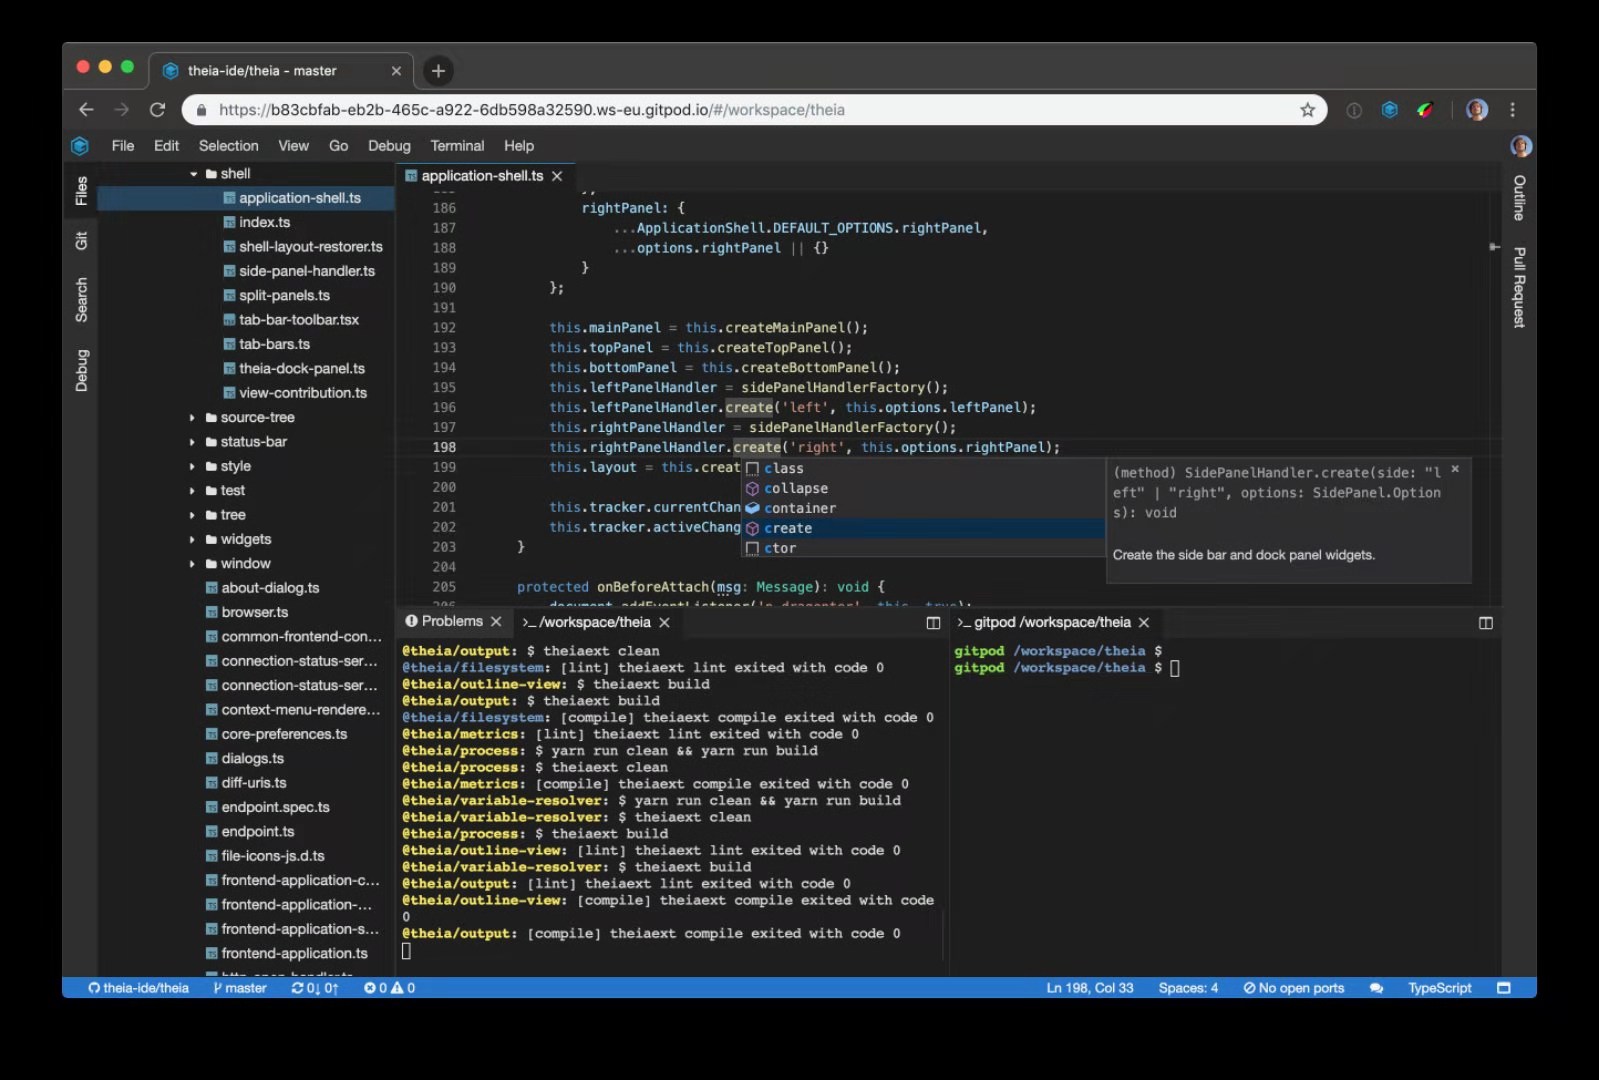 theia-ide/theia - master
https://b83cbfab-eb2b-465c-a922-6db598a32590.ws-eu.gitpod.io/#/workspace/theia
File Edit Selection View Go Debug Terminal Help
Files
Git
Search
Debug
shell
application-shell.ts
index.ts
shell-layout-restorer.ts
side-panel-handler.ts
split-panels.ts
tab-bar-toolbar.tsx
tab-bars.ts
theia-dock-panel.ts
view-contribution.ts
source-tree
status-bar
style
test
tree
widgets
window
about-dialog.ts
browser.ts
common-frontend-con...
connection-status-ser...
connection-status-ser...
context-menu-rendere...
core-preferences.ts
dialogs.ts
diff-uris.ts
endpoint.spec.ts
endpoint.ts
file-icons-js.d.ts
frontend-application-c...
frontend-application-...
frontend-application-s...
frontend-application.ts
application-shell.ts
186 rightPanel: {
187 ...ApplicationShell.DEFAULT_OPTIONS.rightPanel,
188 ...options.rightPanel || {}
189 }
190 };
191
192 this.mainPanel = this.createMainPanel();
193 this.topPanel = this.createTopPanel();
194 this.bottomPanel = this.createBottomPanel();
195 this.leftPanelHandler = sidePanelHandlerFactory();
196 this.leftPanelHandler.create('left', this.options.leftPanel);
197 this.rightPanelHandler = sidePanelHandlerFactory();
198 this.rightPanelHandler.create('right', this.options.rightPanel);
199 this.layout = this.creat
200
201 this.tracker.currentChan
202 this.tracker.activeChang
203 }
204
205 protected onBeforeAttach(msg: Message): void {
class
collapse
container
create
ctor
(method) SidePanelHandler.create(side: "l
eft" | "right", options: SidePanel.Option
s): void
Create the side bar and dock panel widgets.
Outline
Pull Request
Problems
>_ /workspace/theia
@theia/output: $ theiaext clean
@theia/filesystem: [lint] theiaext lint exited with code 0
@theia/outline-view: $ theiaext build
@theia/output: $ theiaext build
@theia/filesystem: [compile] theiaext compile exited with code 0
@theia/metrics: [lint] theiaext lint exited with code 0
@theia/process: $ yarn run clean && yarn run build
@theia/process: $ theiaext clean
@theia/metrics: [compile] theiaext compile exited with code 0
@theia/variable-resolver: $ yarn run clean && yarn run build
@theia/variable-resolver: $ theiaext clean
@theia/process: $ theiaext build
@theia/outline-view: [lint] theiaext lint exited with code 0
@theia/variable-resolver: $ theiaext build
@theia/output: [lint] theiaext lint exited with code 0
@theia/outline-view: [compile] theiaext compile exited with code
0
@theia/output: [compile] theiaext compile exited with code 0
>_ gitpod /workspace/theia
gitpod /workspace/theia $
gitpod /workspace/theia $
theia-ide/theia master 0↓ 0↑ 0 0
Ln 198, Col 33 Spaces: 4 No open ports TypeScript